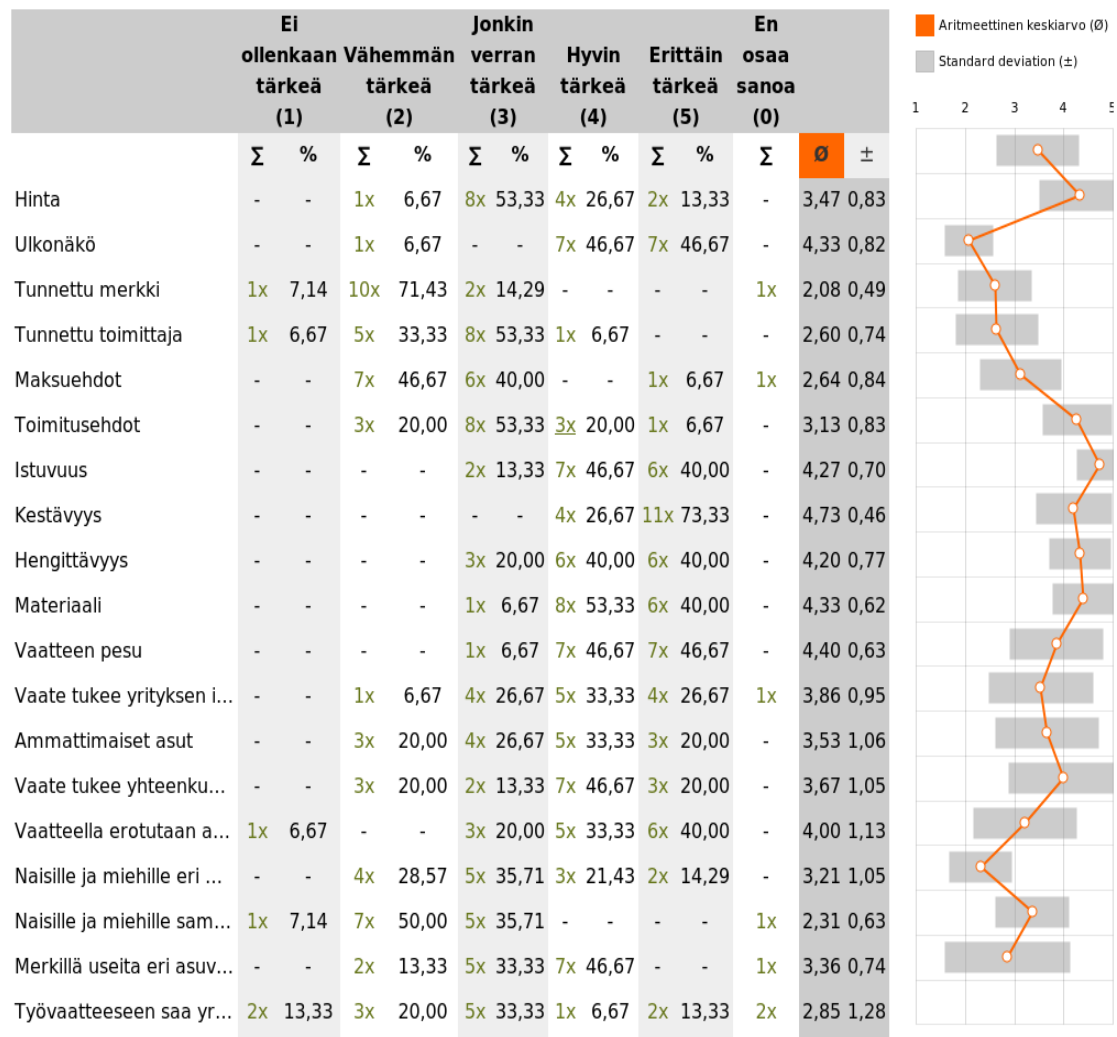 Ei ollenkaan tärkeä (1) Vähemmän tärkeä (2) Jonkin verran tärkeä (3) Hyvin tärkeä (4) Erittäin tärkeä (5) En osaa sanoa (0)
Σ % Σ % Σ % Σ % Σ % Σ Ø ±
Hinta - - 1x 6,67 8x 53,33 4x 26,67 2x 13,33 - 3,47 0,83
Ulkonäkö - - 1x 6,67 - - 7x 46,67 7x 46,67 - 4,33 0,82
Tunnettu merkki 1x 7,14 10x 71,43 2x 14,29 - - - - 1x 2,08 0,49
Tunnettu toimittaja 1x 6,67 5x 33,33 8x 53,33 1x 6,67 - - - 2,60 0,74
Maksuehdot - - 7x 46,67 6x 40,00 - - 1x 6,67 1x 2,64 0,84
Toimitusehdot - - 3x 20,00 8x 53,33 3x 20,00 1x 6,67 - 3,13 0,83
Istuvuus - - - - 2x 13,33 7x 46,67 6x 40,00 - 4,27 0,70
Kestävyys - - - - - - 4x 26,67 11x 73,33 - 4,73 0,46
Hengittävyys - - - - 3x 20,00 6x 40,00 6x 40,00 - 4,20 0,77
Materiaali - - - - 1x 6,67 8x 53,33 6x 40,00 - 4,33 0,62
Vaatteen pesu - - - - 1x 6,67 7x 46,67 7x 46,67 - 4,40 0,63
Vaate tukee yrityksen i... - - 1x 6,67 4x 26,67 5x 33,33 4x 26,67 1x 3,86 0,95
Ammattimaiset asut - - 3x 20,00 4x 26,67 5x 33,33 3x 20,00 - 3,53 1,06
Vaate tukee yhteenku... - - 3x 20,00 2x 13,33 7x 46,67 3x 20,00 - 3,67 1,05
Vaatteella erotutaan a... 1x 6,67 - - 3x 20,00 5x 33,33 6x 40,00 - 4,00 1,13
Naisille ja miehille eri ... - - 4x 28,57 5x 35,71 3x 21,43 2x 14,29 - 3,21 1,05
Naisille ja miehille sam... 1x 7,14 7x 50,00 5x 35,71 - - - - 1x 2,31 0,63
Merkillä useita eri asuv... - - 2x 13,33 5x 33,33 7x 46,67 - - 1x 3,36 0,74
Työvaatteeseen saa yr... 2x 13,33 3x 20,00 5x 33,33 1x 6,67 2x 13,33 2x 2,85 1,28
Aritmeettinen keskiarvo (Ø)
Standard deviation (±)
1 2 3 4 5